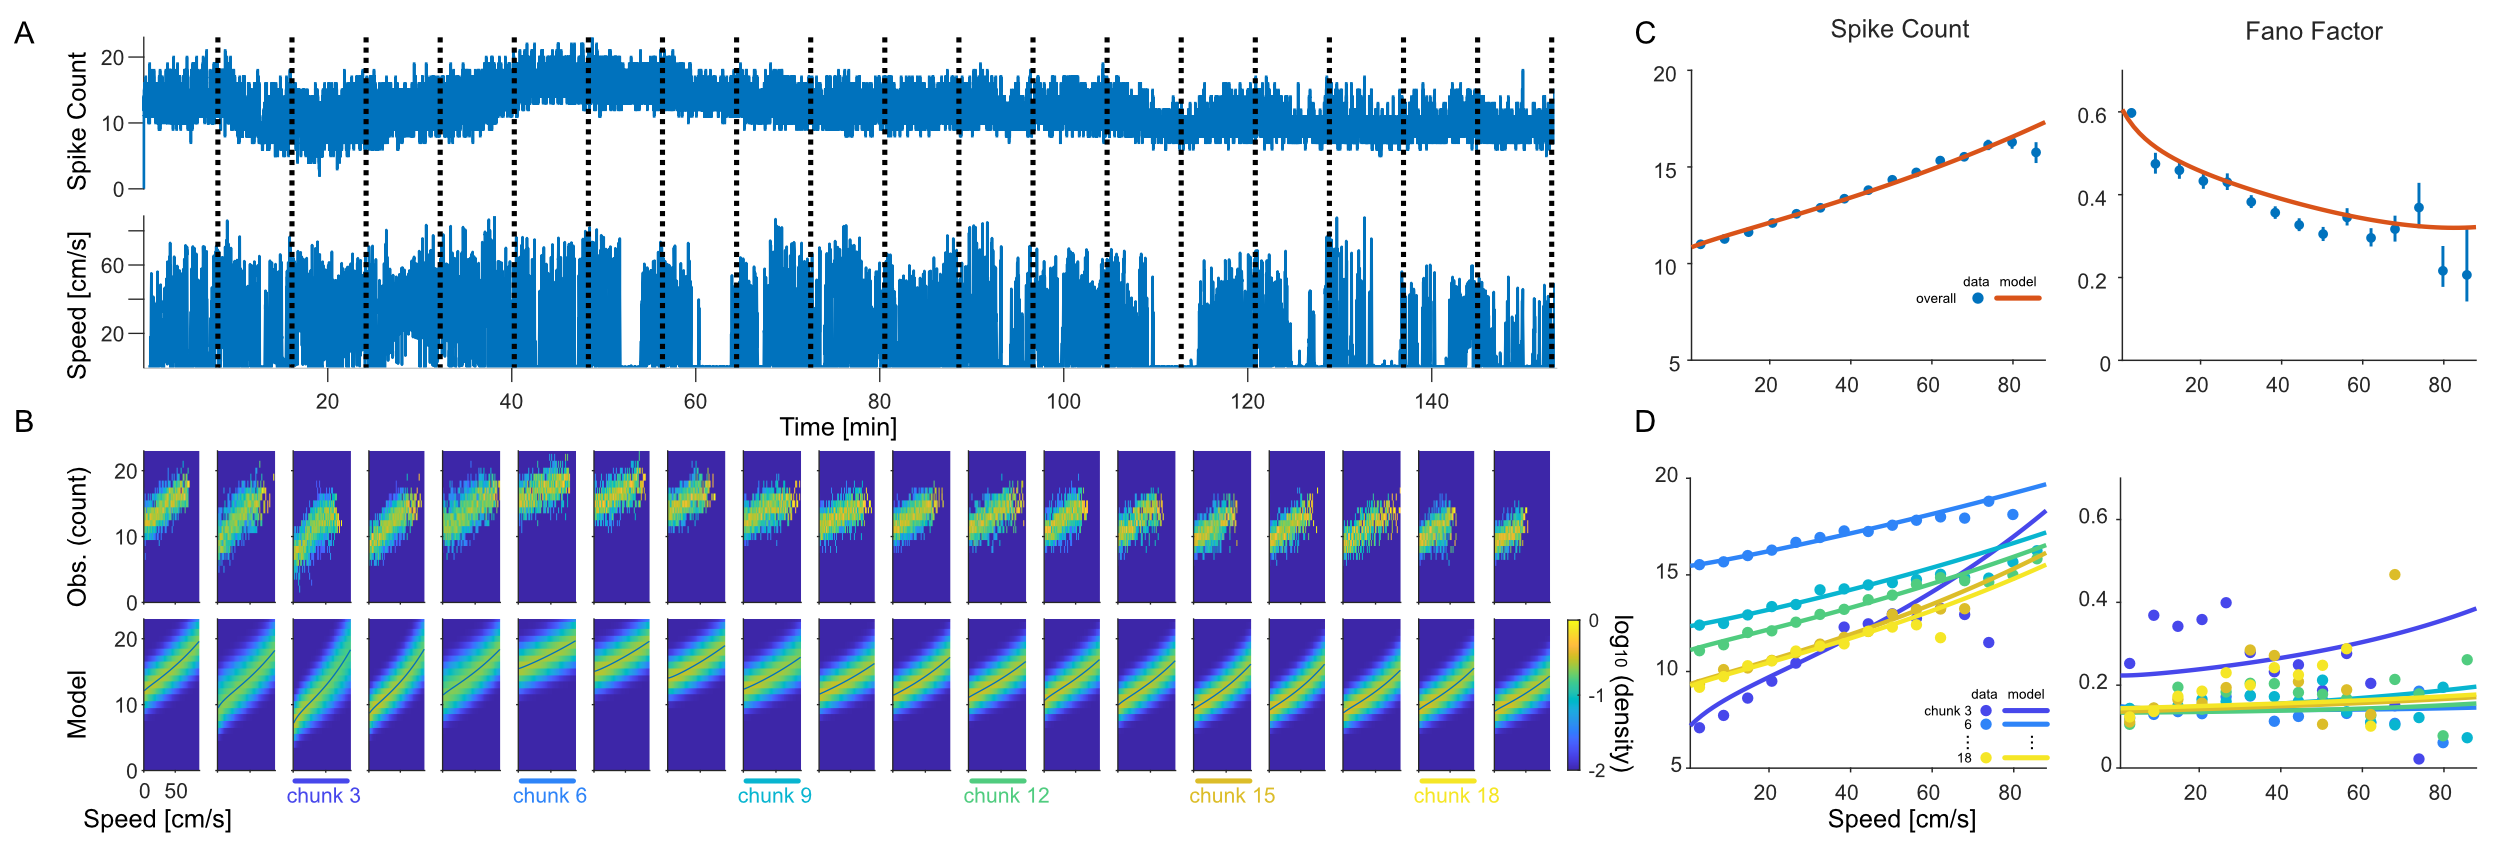 A
Spike Count
20
10
0
Speed [cm/s]
60
20
20
40
60
80
100
120
140
Time [min]
B
Obs. (count)
20
10
0
Model
20
10
0
0
50
Speed [cm/s]
chunk 3
chunk 6
chunk 9
chunk 12
chunk 15
chunk 18
0
-1
-2
log10 (density)
C
Spike Count
20
15
10
5
20
40
60
80
data model
overall
Fano Factor
0.6
0.4
0.2
0
20
40
60
80
D
20
15
10
5
20
40
60
80
Speed [cm/s]
data model
chunk 3
6
18
0.6
0.4
0.2
0
20
40
60
80